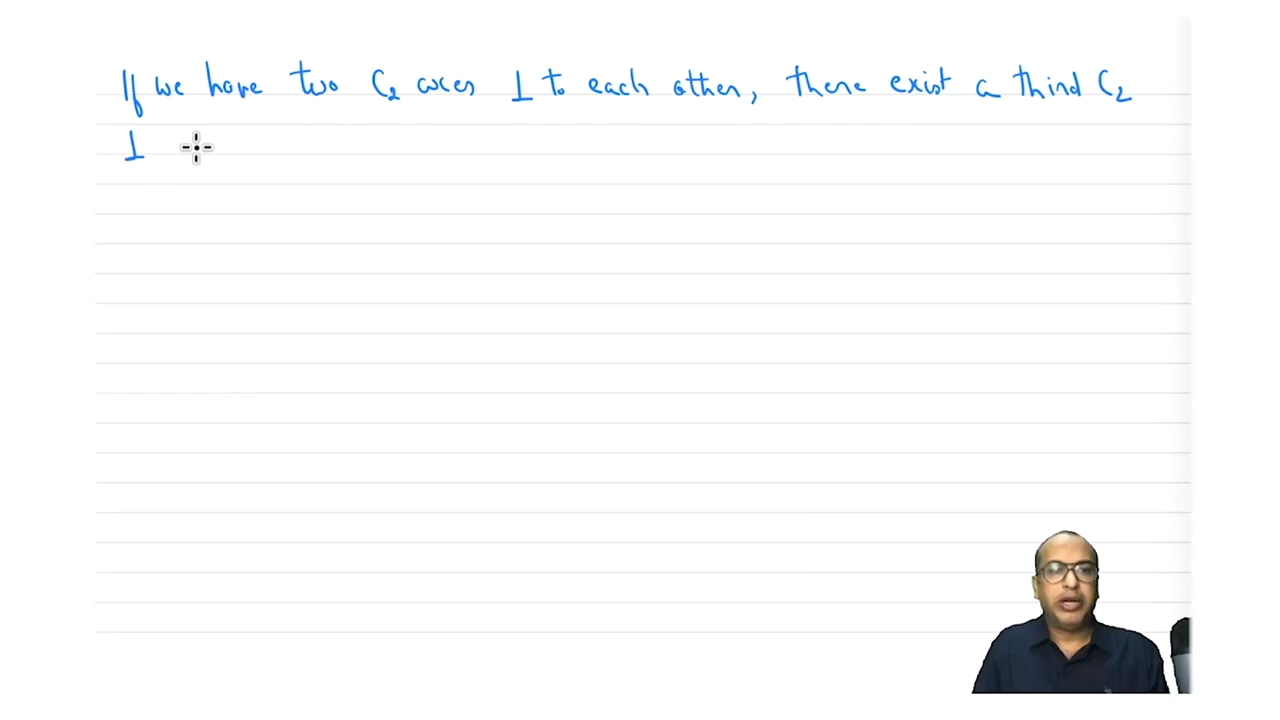 If we have two C₂ axes ⊥ to each other, there exist a third C₂
⊥